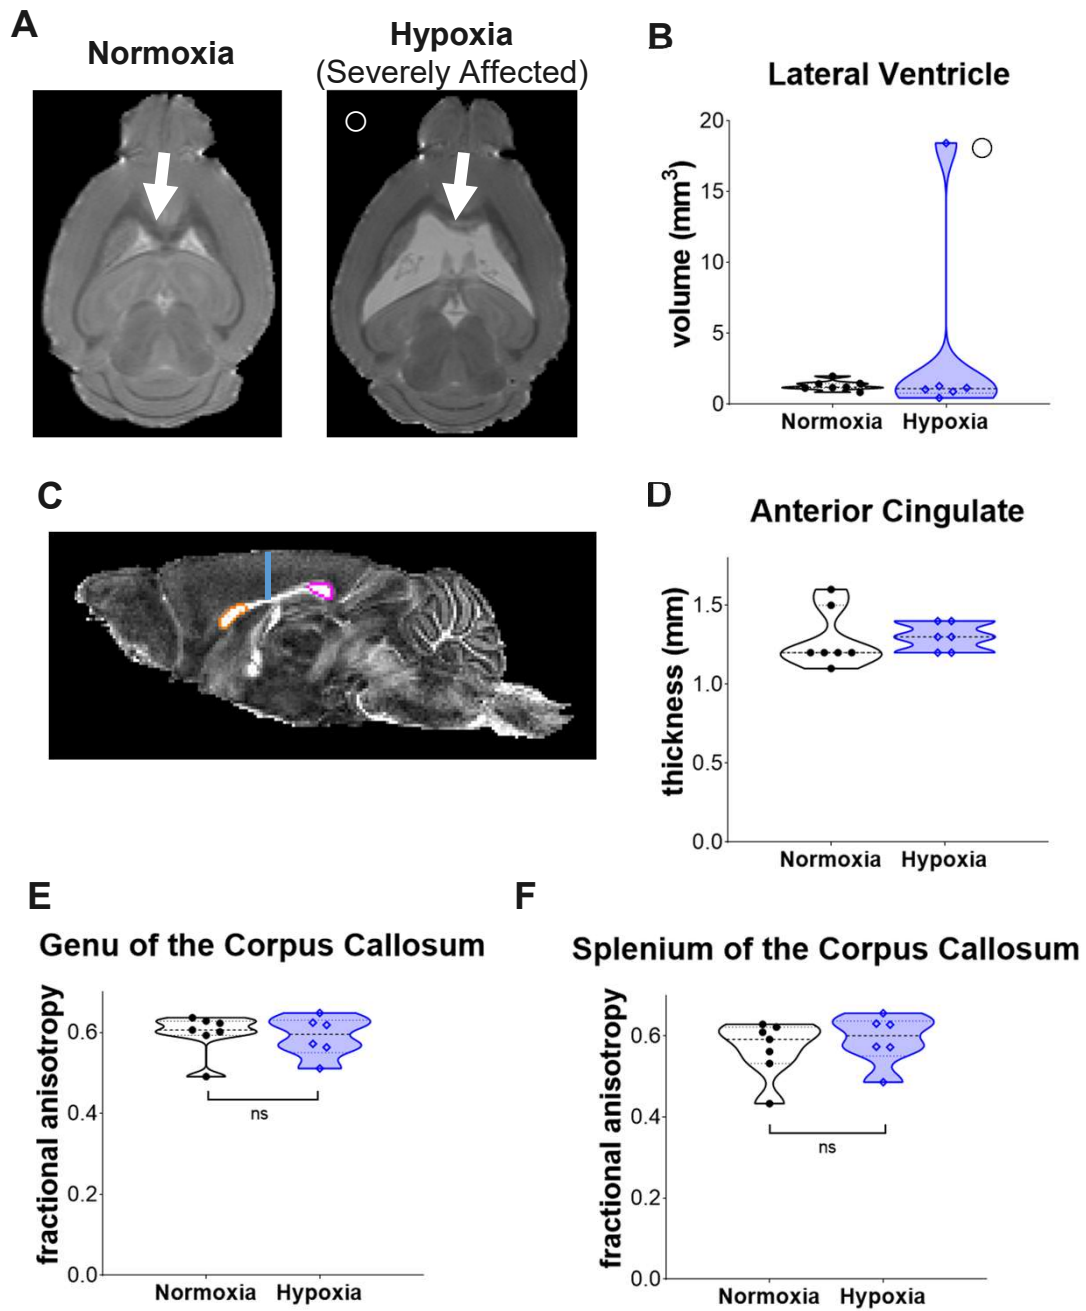 A
Normoxia
Hypoxia
(Severely Affected)
B
Lateral Ventricle
volume (mm³)
20
15
10
5
0
Normoxia
Hypoxia
C
D
Anterior Cingulate
thickness (mm)
1.5
1.0
0.5
0.0
Normoxia
Hypoxia
E
Genu of the Corpus Callosum
fractional anisotropy
0.6
0.4
0.2
0.0
ns
Normoxia
Hypoxia
F
Splenium of the Corpus Callosum
fractional anisotropy
0.6
0.4
0.2
0.0
ns
Normoxia
Hypoxia